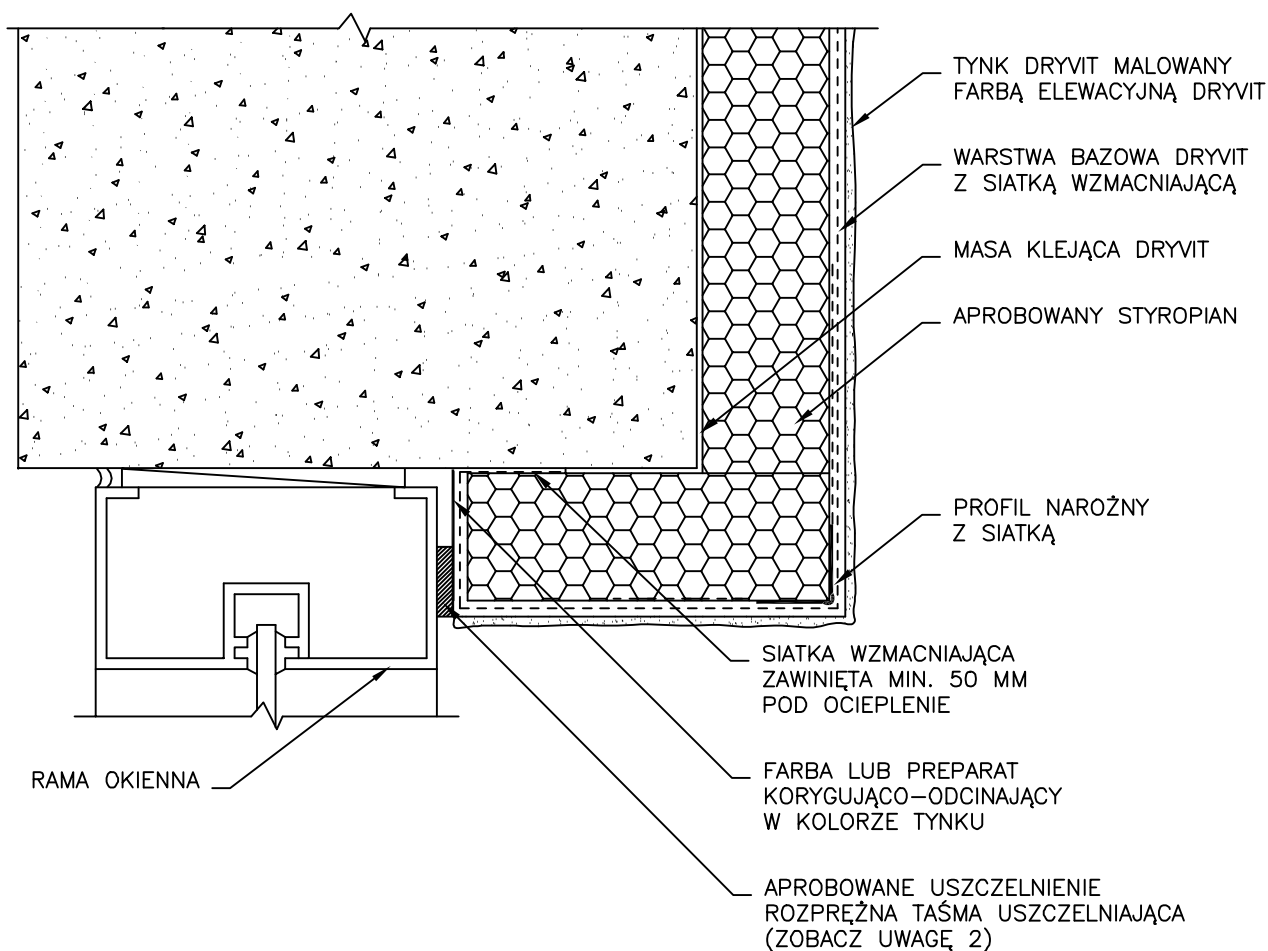 TYNK DRYVIT MALOWANY
FARBĄ ELEWACYJNĄ DRYVIT
WARSTWA BAZOWA DRYVIT
Z SIATKĄ WZMACNIAJĄCĄ
MASA KLEJĄCA DRYVIT
APROBOWANY STYROPIAN
PROFIL NAROŻNY
Z SIATKĄ
SIATKA WZMACNIAJĄCA
ZAWINIĘTA MIN. 50 MM
POD OCIEPLENIE
RAMA OKIENNA
FARBA LUB PREPARAT
KORYGUJĄCO-ODCINAJĄCY
W KOLORZE TYNKU
APROBOWANE USZCZELNIENIE
ROZPRĘŻNA TAŚMA USZCZELNIAJĄCA
(ZOBACZ UWAGĘ 2)